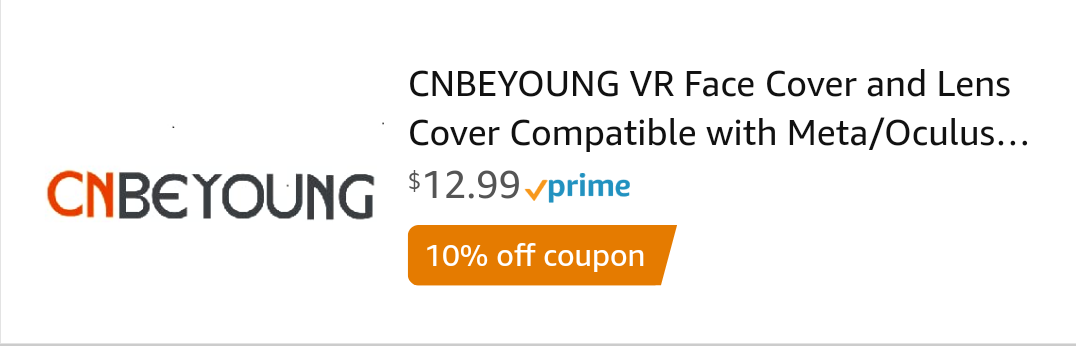 CNBEYOUNG
CNBEYOUNG VR Face Cover and Lens
Cover Compatible with Meta/Oculus...
$12.99 prime
10% off coupon